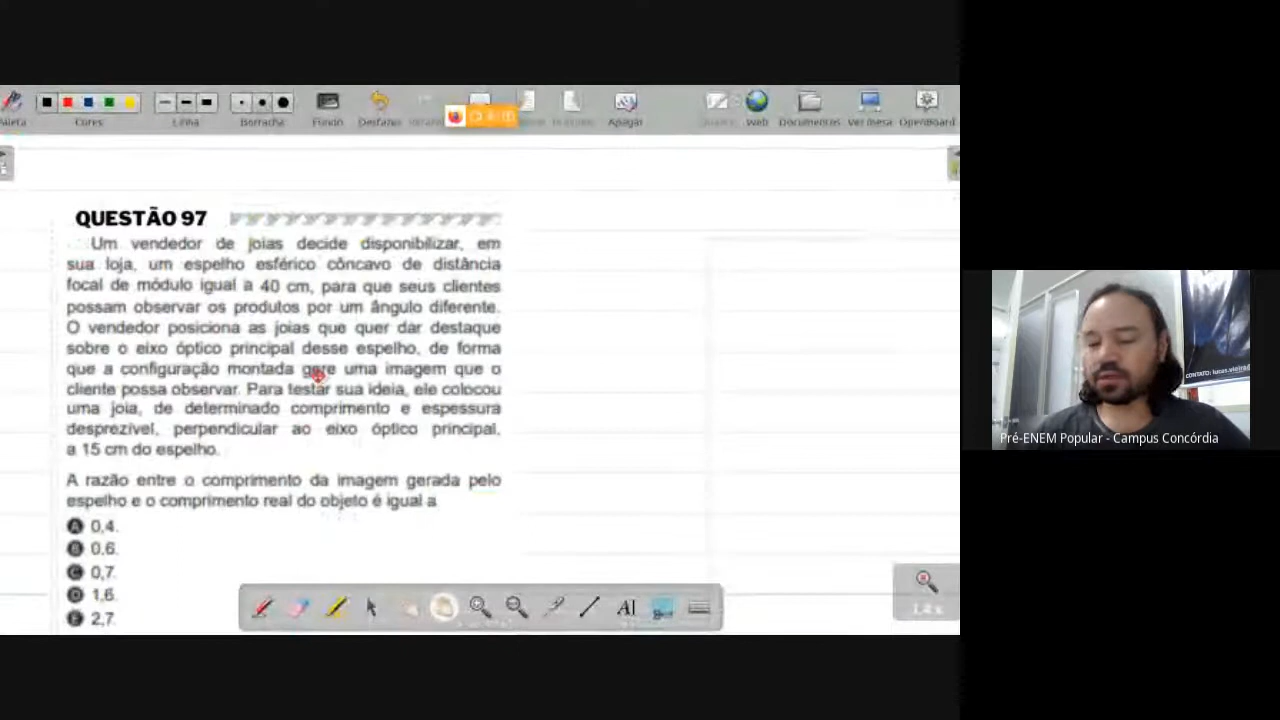 Cores
Linha
Borracha
Fundo
Desfazer
Apagar
Web
Documentos
Ver mesa
OpenBoard
QUESTÃO 97
Um vendedor de joias decide disponibilizar, em
sua loja, um espelho esférico côncavo de distância
focal de módulo igual a 40 cm, para que seus clientes
possam observar os produtos por um ângulo diferente.
O vendedor posiciona as joias que quer dar destaque
sobre o eixo óptico principal desse espelho, de forma
que a configuração montada gere uma imagem que o
cliente possa observar. Para testar sua ideia, ele colocou
uma joia, de determinado comprimento e espessura
desprezível, perpendicular ao eixo óptico principal,
a 15 cm do espelho.
A razão entre o comprimento da imagem gerada pelo
espelho e o comprimento real do objeto é igual a
A 0,4.
B 0,6.
C 0,7.
D 1,6.
E 2,7.
AI
1,4 x
CONTATO: lucas.vieira
Pré-ENEM Popular - Campus Concórdia